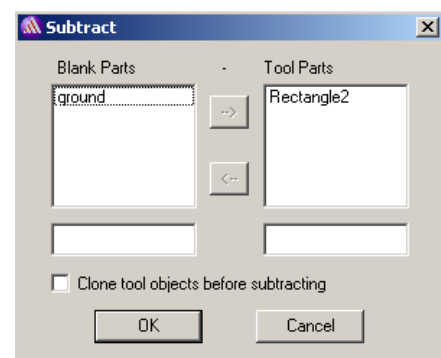 Subtract
Blank Parts - Tool Parts
ground Rectangle2
-->
<--
Clone tool objects before subtracting
OK Cancel